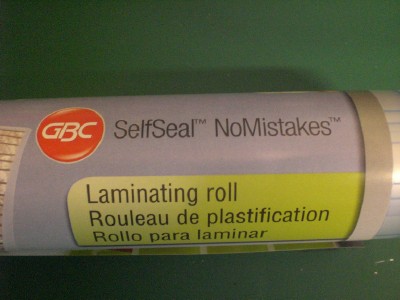 GBC
SelfSeal™ NoMistakes™
Laminating roll
Rouleau de plastification
Rollo para laminar